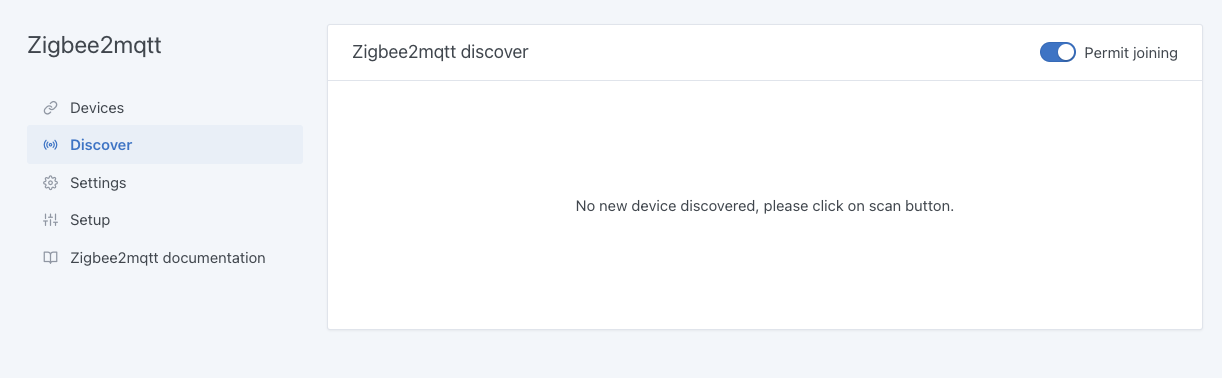 Zigbee2mqtt
Devices
Discover
Settings
Setup
Zigbee2mqtt documentation
Zigbee2mqtt discover
Permit joining
No new device discovered, please click on scan button.